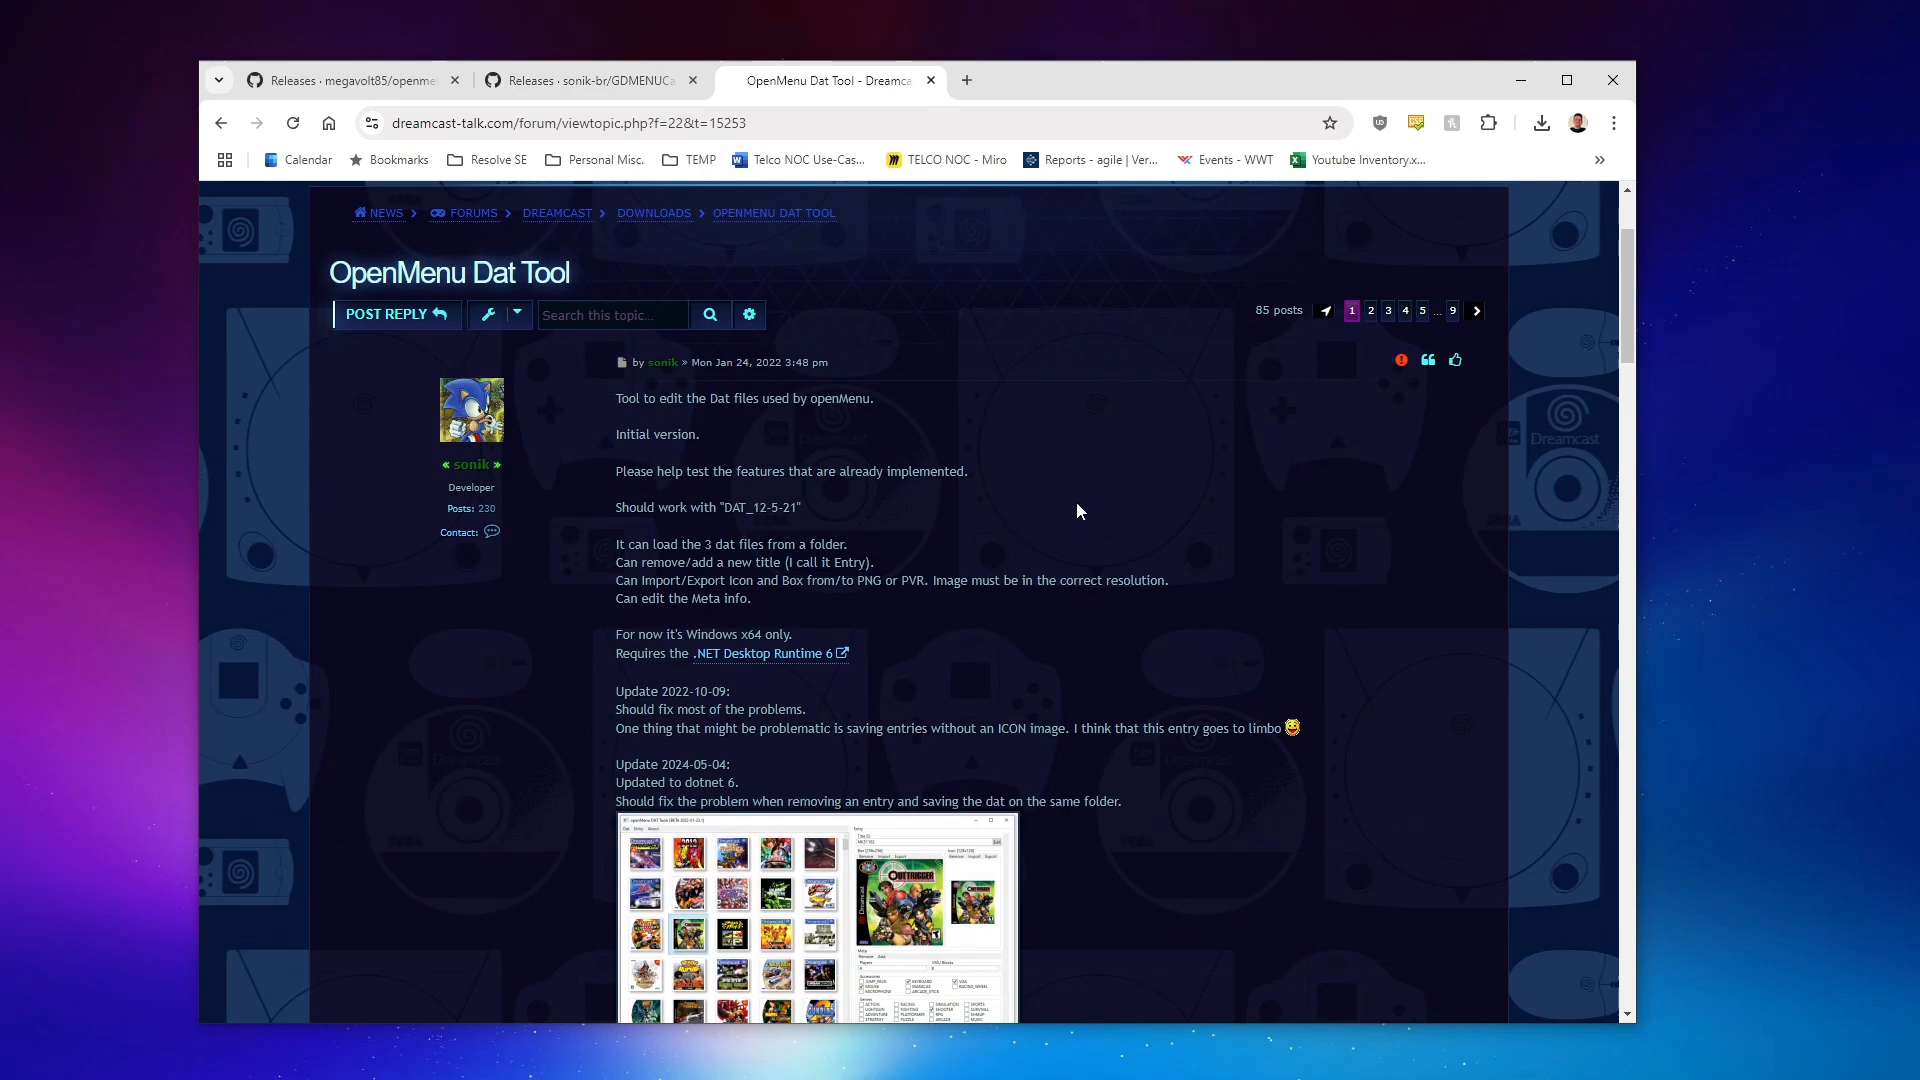 Releases · megavolt85/openme
Releases · sonik-br/GDMENUCa
OpenMenu Dat Tool - Dreamca
dreamcast-talk.com/forum/viewtopic.php?f=22&t=15253
Calendar
Bookmarks
Resolve SE
Personal Misc.
TEMP
Telco NOC Use-Cas...
TELCO NOC - Miro
Reports - agile | Ver...
Events - WWT
Youtube Inventory.x...
NEWS
FORUMS
DREAMCAST
DOWNLOADS
OPENMENU DAT TOOL
OpenMenu Dat Tool
POST REPLY
Search this topic...
85 posts
1 2 3 4 5 ... 9
by sonik » Mon Jan 24, 2022 3:48 pm
« sonik »
Developer
Posts: 230
Contact:
Tool to edit the Dat files used by openMenu.
Initial version.
Please help test the features that are already implemented.
Should work with "DAT_12-5-21"
It can load the 3 dat files from a folder.
Can remove/add a new title (I call it Entry).
Can Import/Export Icon and Box from/to PNG or PVR. Image must be in the correct resolution.
Can edit the Meta info.
For now it's Windows x64 only.
Requires the .NET Desktop Runtime 6
Update 2022-10-09:
Should fix most of the problems.
One thing that might be problematic is saving entries without an ICON image. I think that this entry goes to limbo
Update 2024-05-04:
Updated to dotnet 6.
Should fix the problem when removing an entry and saving the dat on the same folder.
OUTTRIGGER
Dreamcast